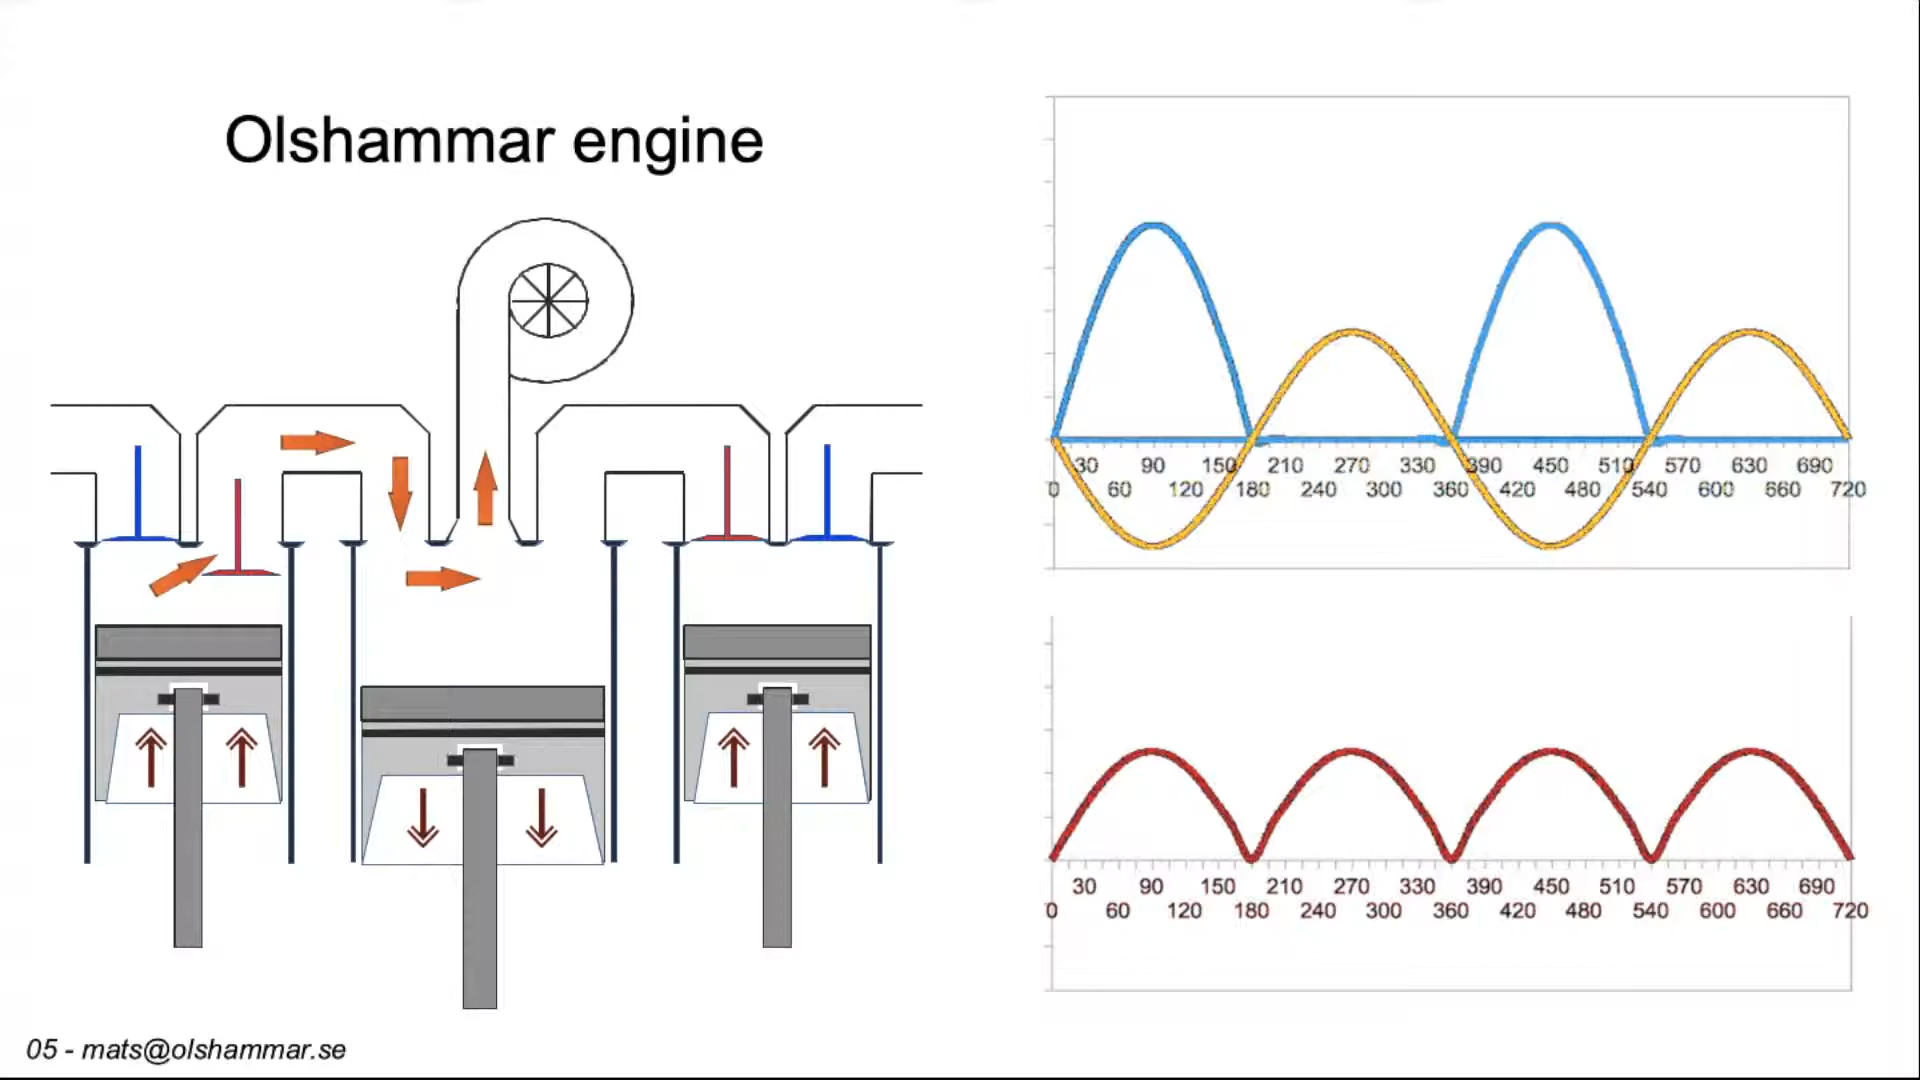 Olshammar engine
30 90 150 210 270 330 390 450 510 570 630 690
0 60 120 180 240 300 360 420 480 540 600 660 720
30 90 150 210 270 330 390 450 510 570 630 690
0 60 120 180 240 300 360 420 480 540 600 660 720
05 - mats@olshammar.se